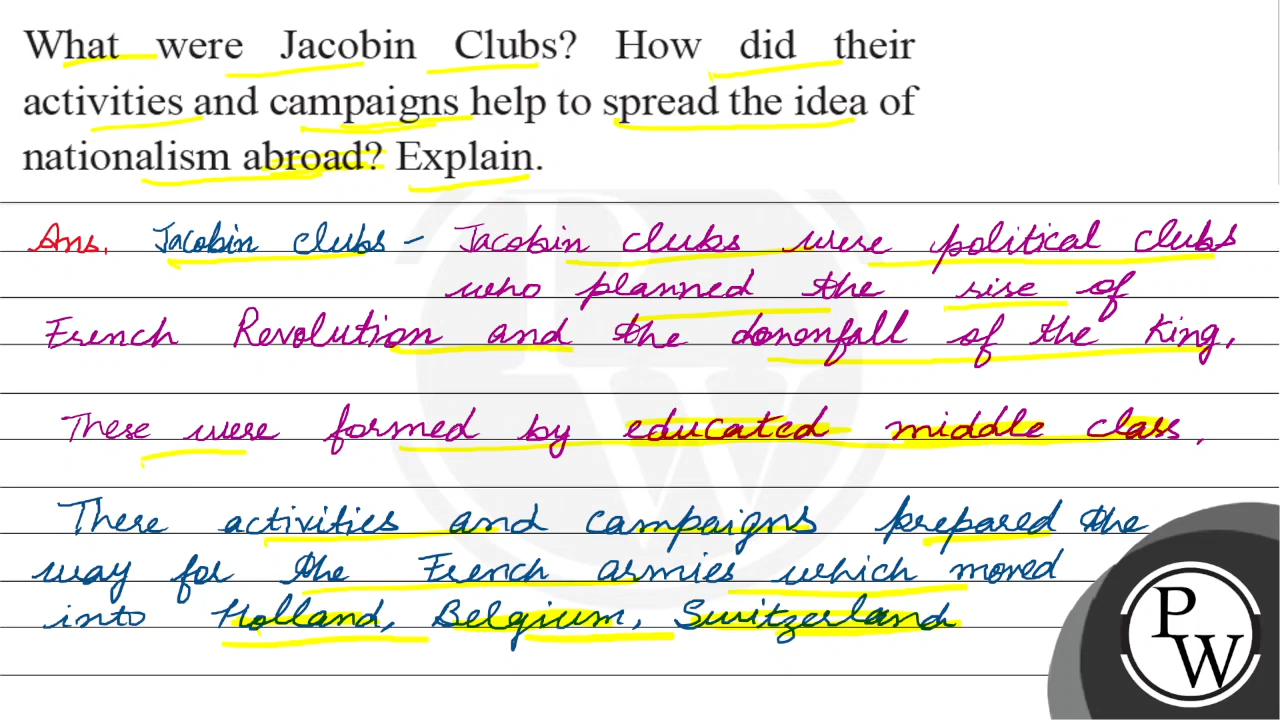 What were Jacobin Clubs? How did their
activities and campaigns help to spread the idea of
nationalism abroad? Explain.
Ans. Jacobin clubs - Jacobin clubs were political clubs
who planned the rise of
French Revolution and the downfall of the King,
These were formed by educated middle class.
There activities and campaigns prepared the
way for the French armies which moved
into Holland, Belgium, Switzerland
P
W